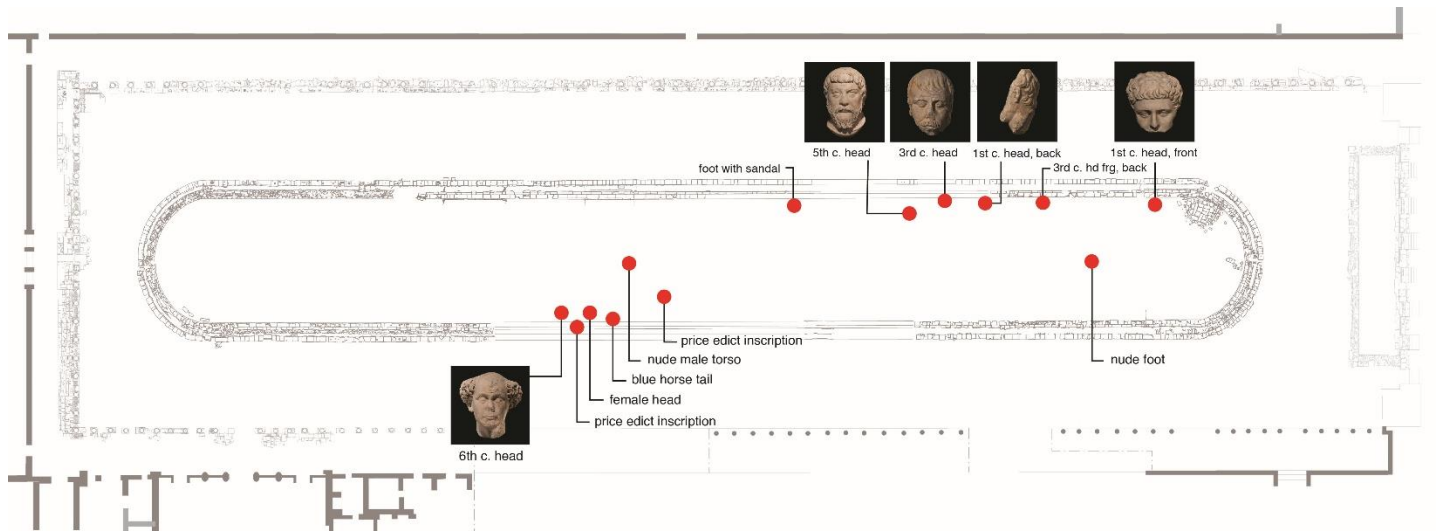 5th c. head
3rd c. head
1st c. head, back
1st c. head, front
foot with sandal
3rd c. hd frg, back
price edict inscription
nude male torso
nude foot
blue horse tail
female head
price edict inscription
6th c. head